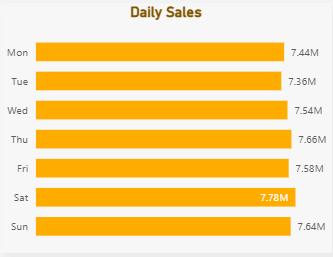 Daily Sales
Mon 7.44M
Tue 7.36M
Wed 7.54M
Thu 7.66M
Fri 7.58M
Sat 7.78M
Sun 7.64M